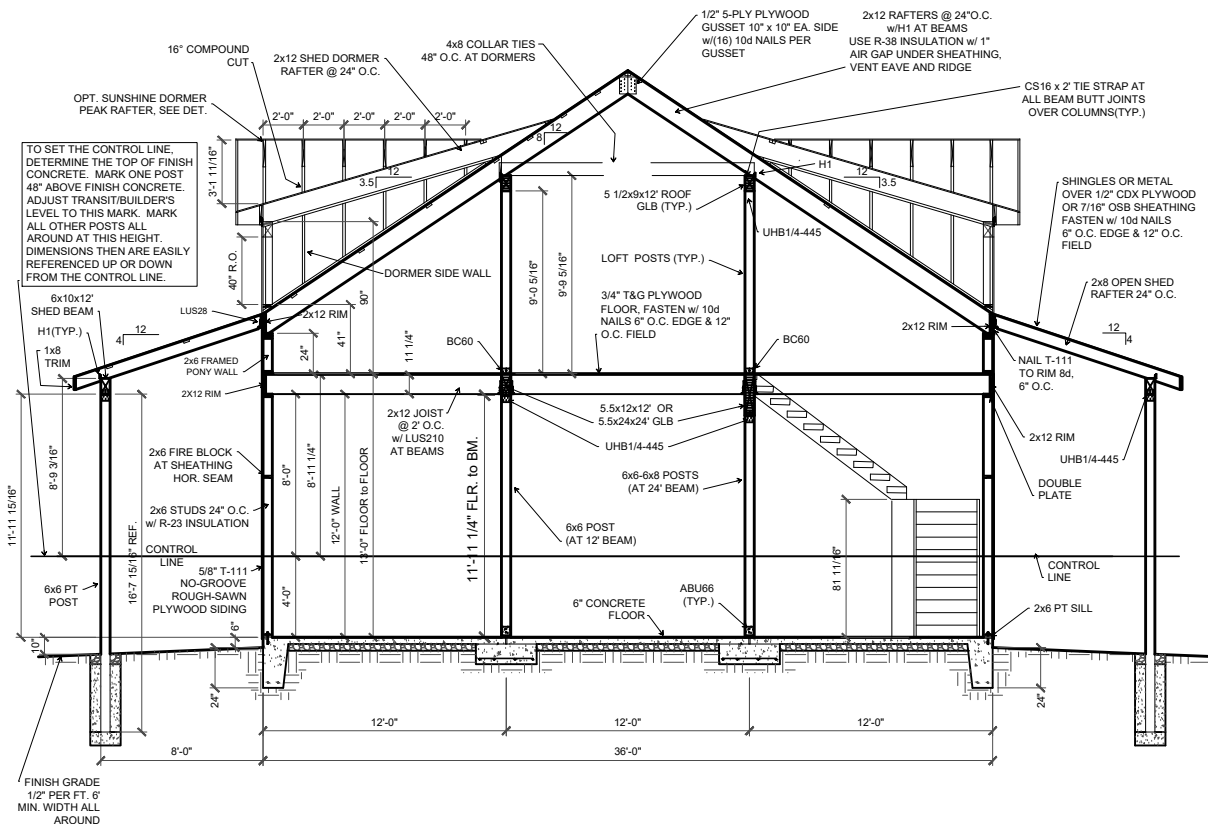 1/2" 5-PLY PLYWOOD
GUSSET 10" x 10" EA. SIDE
w/(16) 10d NAILS PER
GUSSET
2x12 RAFTERS @ 24"O.C.
w/H1 AT BEAMS
USE R-38 INSULATION w/ 1"
AIR GAP UNDER SHEATHING,
VENT EAVE AND RIDGE
16° COMPOUND
CUT
2x12 SHED DORMER
RAFTER @ 24" O.C.
4x8 COLLAR TIES
48" O.C. AT DORMERS
CS16 x 2' TIE STRAP AT
ALL BEAM BUTT JOINTS
OVER COLUMNS(TYP.)
OPT. SUNSHINE DORMER
PEAK RAFTER, SEE DET.
2'-0"
2'-0"
2'-0"
2'-0"
2'-0"
12
8
TO SET THE CONTROL LINE,
DETERMINE THE TOP OF FINISH
CONCRETE. MARK ONE POST
48" ABOVE FINISH CONCRETE.
ADJUST TRANSIT/BUILDER'S
LEVEL TO THIS MARK. MARK
ALL OTHER POSTS ALL
AROUND AT THIS HEIGHT.
DIMENSIONS THEN ARE EASILY
REFERENCED UP OR DOWN
FROM THE CONTROL LINE.
3'-1 11/16"
12
3.5
H1
12
3.5
5 1/2x9x12' ROOF
GLB (TYP.)
UHB1/4-445
SHINGLES OR METAL
OVER 1/2" CDX PLYWOOD
OR 7/16" OSB SHEATHING
FASTEN w/ 10d NAILS
6" O.C. EDGE & 12" O.C.
FIELD
40" R.O.
DORMER SIDE WALL
90"
9'-0 5/16"
9'-9 5/16"
LOFT POSTS (TYP.)
3/4" T&G PLYWOOD
FLOOR, FASTEN w/ 10d
NAILS 6" O.C. EDGE & 12"
O.C. FIELD
2x8 OPEN SHED
RAFTER 24" O.C.
6x10x12'
SHED BEAM
H1(TYP.)
1x8
TRIM
12
4
LUS28
2x12 RIM
2x12 RIM
12
4
2x6 FRAMED
PONY WALL
24"
41"
11 1/4"
BC60
BC60
NAIL T-111
TO RIM 8d,
6" O.C.
2X12 RIM
2x12 JOIST
@ 2' O.C.
w/ LUS210
AT BEAMS
5.5x12x12' OR
5.5x24x24' GLB
UHB1/4-445
2x12 RIM
UHB1/4-445
8'-9 3/16"
11'-11 15/16"
2x6 FIRE BLOCK
AT SHEATHING
HOR. SEAM
8'-0"
8'-11 1/4"
12'-0" WALL
13'-0" FLOOR to FLOOR
11'-11 1/4" FLR. to BM.
6x6-6x8 POSTS
(AT 24' BEAM)
DOUBLE
PLATE
2x6 STUDS 24" O.C.
w/ R-23 INSULATION
6x6 POST
(AT 12' BEAM)
16'-7 15/16" REF.
CONTROL
LINE
CONTROL
LINE
6x6 PT
POST
5/8" T-111
NO-GROOVE
ROUGH-SAWN
PLYWOOD SIDING
4'-0"
6" CONCRETE
FLOOR
ABU66
(TYP.)
81 11/16"
2x6 PT SILL
10"
6"
24"
24"
12'-0"
12'-0"
12'-0"
8'-0"
36'-0"
FINISH GRADE
1/2" PER FT. 6'
MIN. WIDTH ALL
AROUND